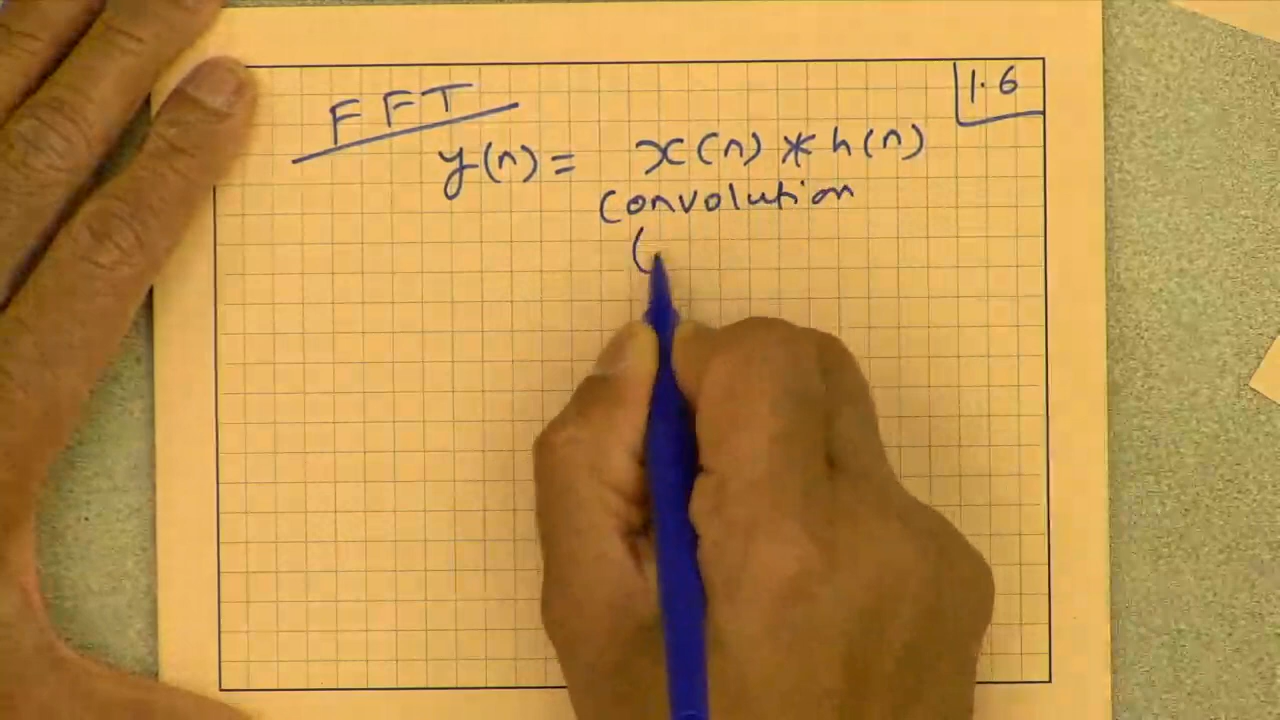 1.6
FFT
y(n) = x(n) * h(n)
convolution
(